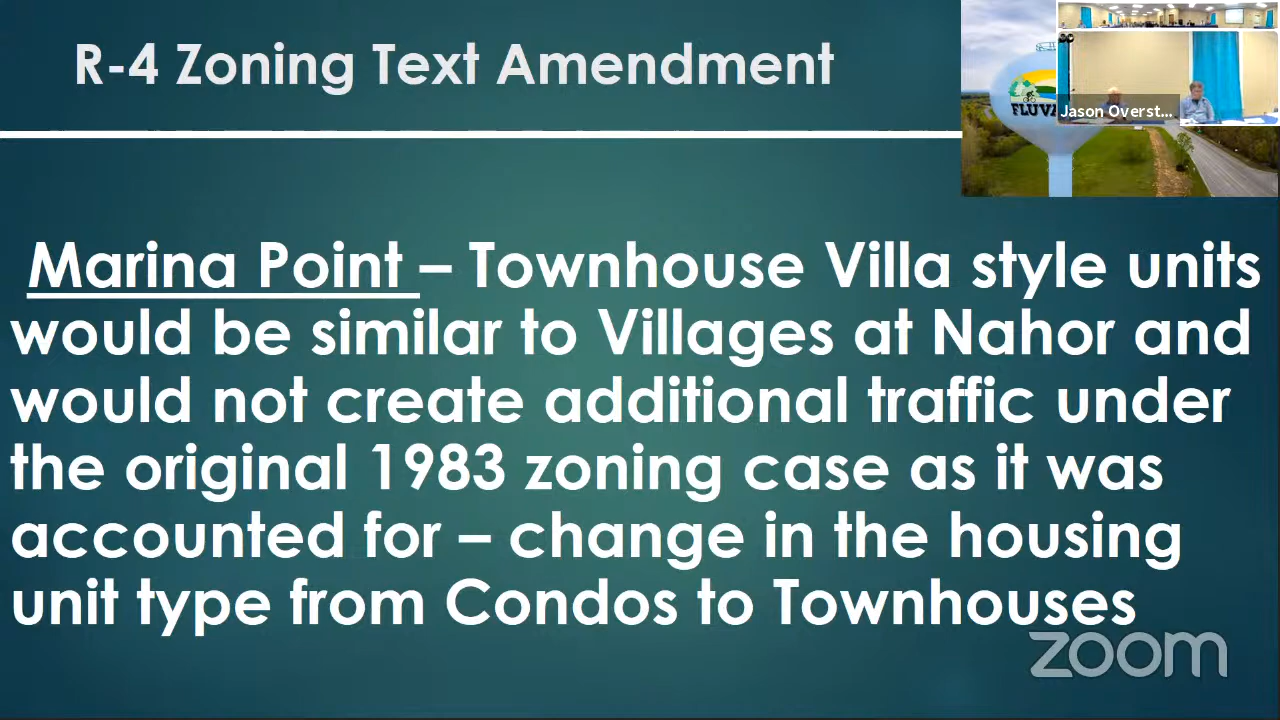 R-4 Zoning Text Amendment
Jason Overst...
Marina Point – Townhouse Villa style units
would be similar to Villages at Nahor and
would not create additional traffic under
the original 1983 zoning case as it was
accounted for – change in the housing
unit type from Condos to Townhouses
zoom